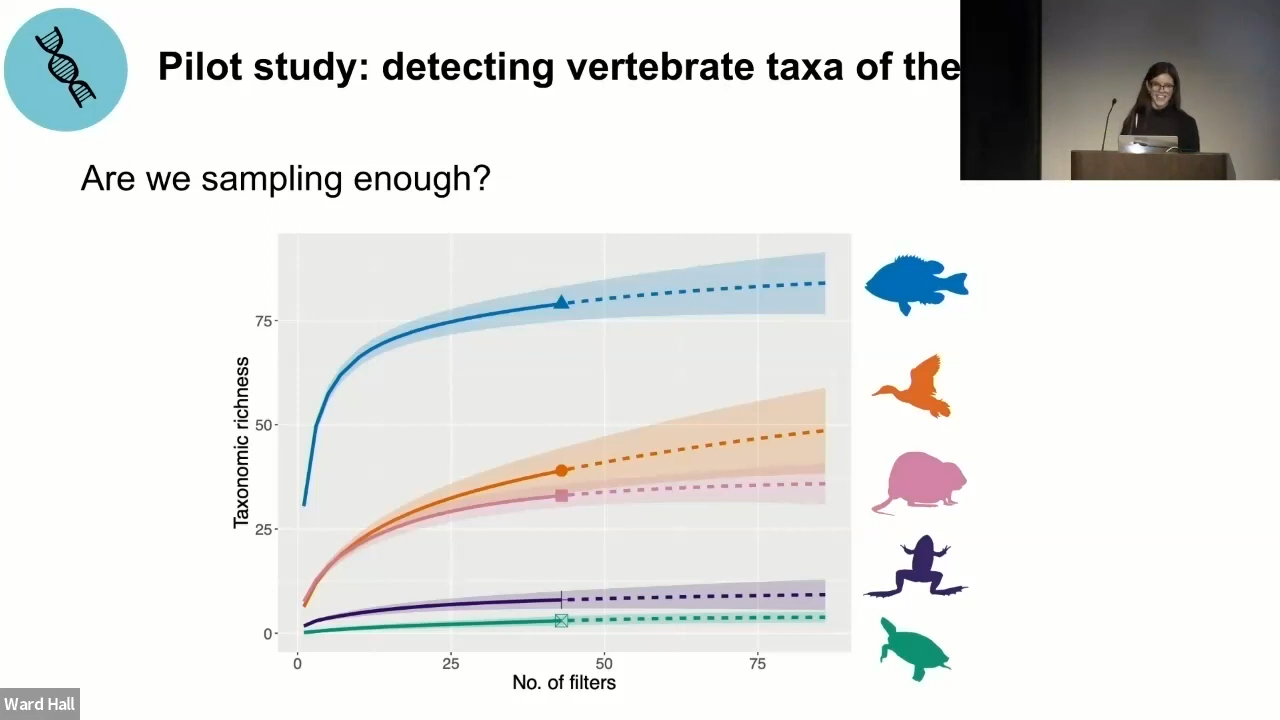 Pilot study: detecting vertebrate taxa of the
Are we sampling enough?
Taxonomic richness
75
50
25
0
0
25
50
75
No. of filters
Ward Hall